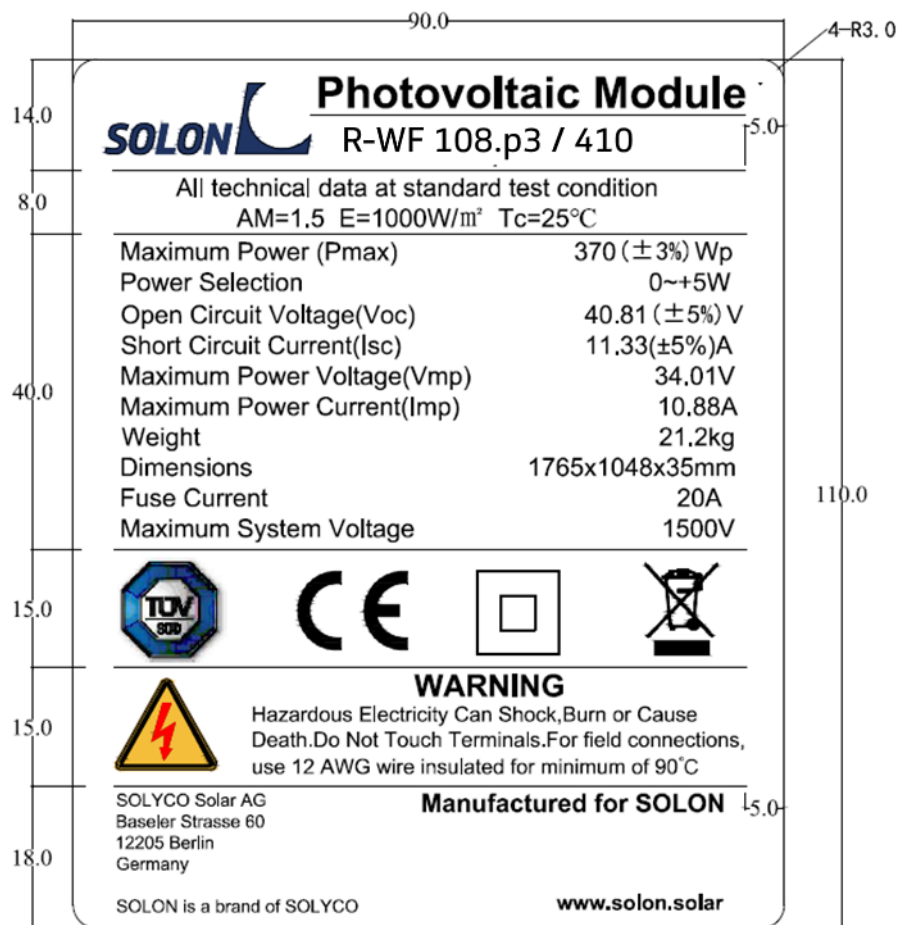 90.0
4-R3.0
14.0
SOLON
Photovoltaic Module
R-WF 108.p3 / 410
5.0
8.0
All technical data at standard test condition
AM=1.5 E=1000W/㎡ Tc=25℃
40.0
Maximum Power (Pmax) 370(±3%)Wp
Power Selection 0~+5W
Open Circuit Voltage(Voc) 40.81(±5%)V
Short Circuit Current(Isc) 11.33(±5%)A
Maximum Power Voltage(Vmp) 34.01V
Maximum Power Current(Imp) 10.88A
Weight 21.2kg
Dimensions 1765x1048x35mm
Fuse Current 20A
Maximum System Voltage 1500V
110.0
15.0
TÜV
SÜD
CE
15.0
WARNING
Hazardous Electricity Can Shock,Burn or Cause
Death.Do Not Touch Terminals.For field connections,
use 12 AWG wire insulated for minimum of 90℃
18.0
SOLYCO Solar AG
Baseler Strasse 60
12205 Berlin
Germany
Manufactured for SOLON
5.0
SOLON is a brand of SOLYCO
www.solon.solar